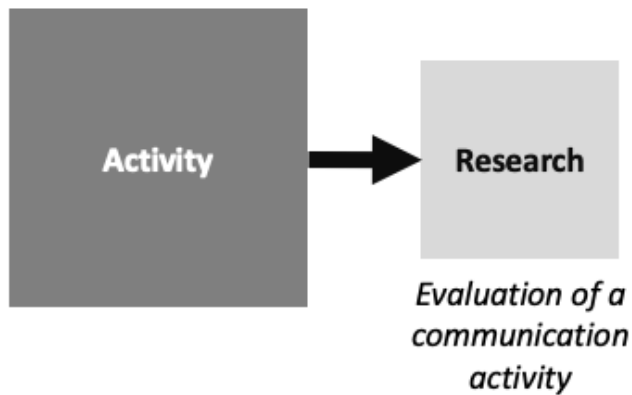 Activity
Research
Evaluation of a
communication
activity